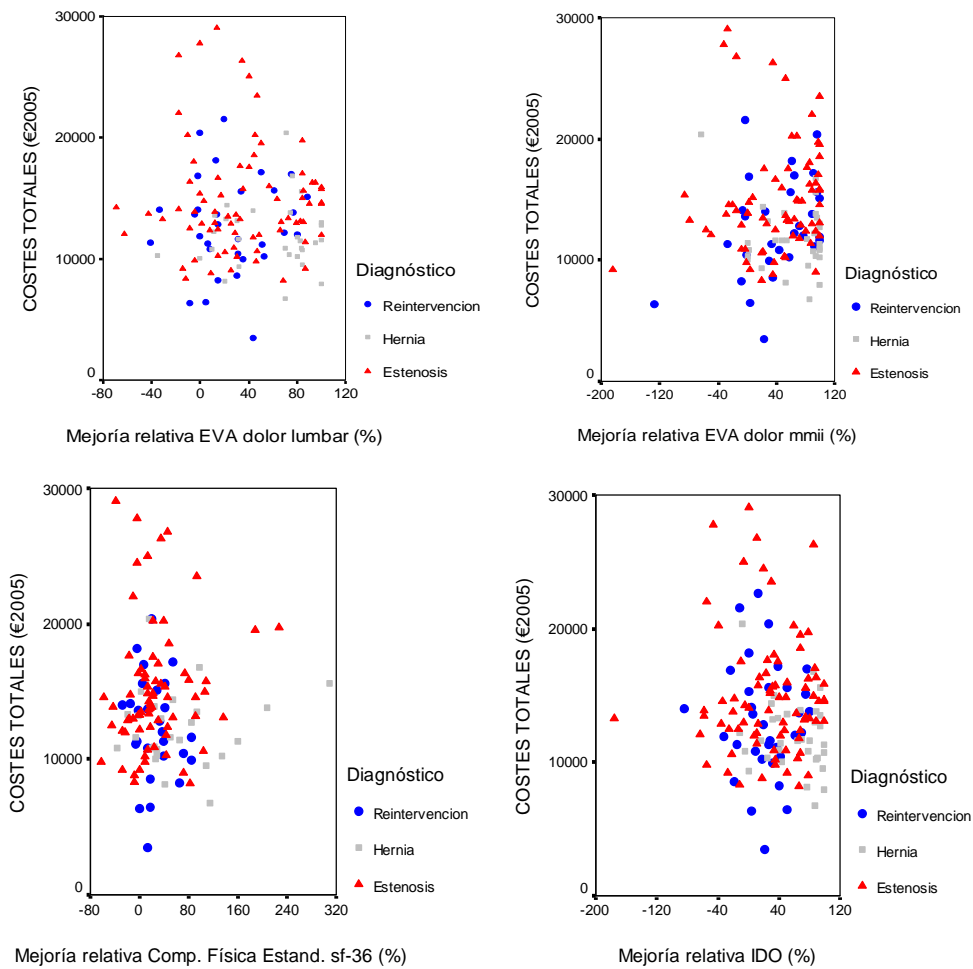 30000
20000
10000
0
-80 -40 0 40 80 120
COSTES TOTALES (€2005)
Mejoría relativa EVA dolor lumbar (%)
Diagnóstico
Reintervencion
Hernia
Estenosis
30000
20000
10000
0
-200 -120 -40 40 120
COSTES TOTALES (€2005)
Mejoría relativa EVA dolor mmii (%)
Diagnóstico
Reintervencion
Hernia
Estenosis
30000
20000
10000
0
-80 0 80 160 240 320
COSTES TOTALES (€2005)
Mejoría relativa Comp. Física Estand. sf-36 (%)
Diagnóstico
Reintervencion
Hernia
Estenosis
30000
20000
10000
0
-200 -120 -40 40 120
COSTES TOTALES (€2005)
Mejoría relativa IDO (%)
Diagnóstico
Reintervencion
Hernia
Estenosis